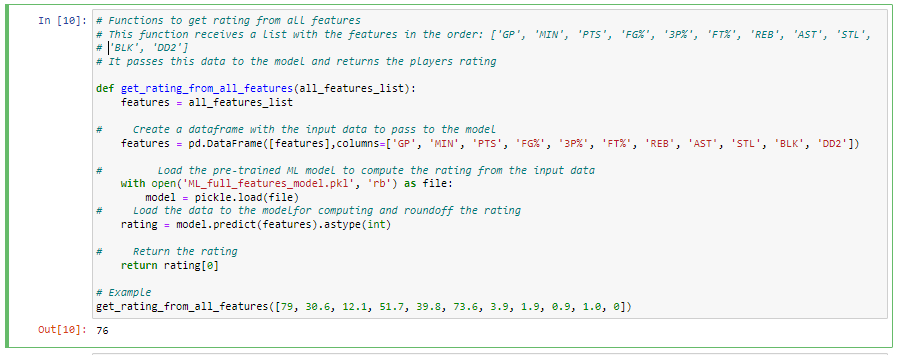 In [10]: # Functions to get rating from all features
# This function receives a list with the features in the order: ['GP', 'MIN', 'PTS', 'FG%', '3P%', 'FT%', 'REB', 'AST', 'STL',
# 'BLK', 'DD2']
# It passes this data to the model and returns the players rating
def get_rating_from_all_features(all_features_list):
    features = all_features_list
#     Create a dataframe with the input data to pass to the model
    features = pd.DataFrame([features],columns=['GP', 'MIN', 'PTS', 'FG%', '3P%', 'FT%', 'REB', 'AST', 'STL', 'BLK', 'DD2'])
#         Load the pre-trained ML model to compute the rating from the input data
    with open('ML_full_features_model.pkl', 'rb') as file:
        model = pickle.load(file)
#     Load the data to the modelfor computing and roundoff the rating
    rating = model.predict(features).astype(int)
#     Return the rating
    return rating[0]
# Example
get_rating_from_all_features([79, 30.6, 12.1, 51.7, 39.8, 73.6, 3.9, 1.9, 0.9, 1.0, 0])
Out[10]: 76